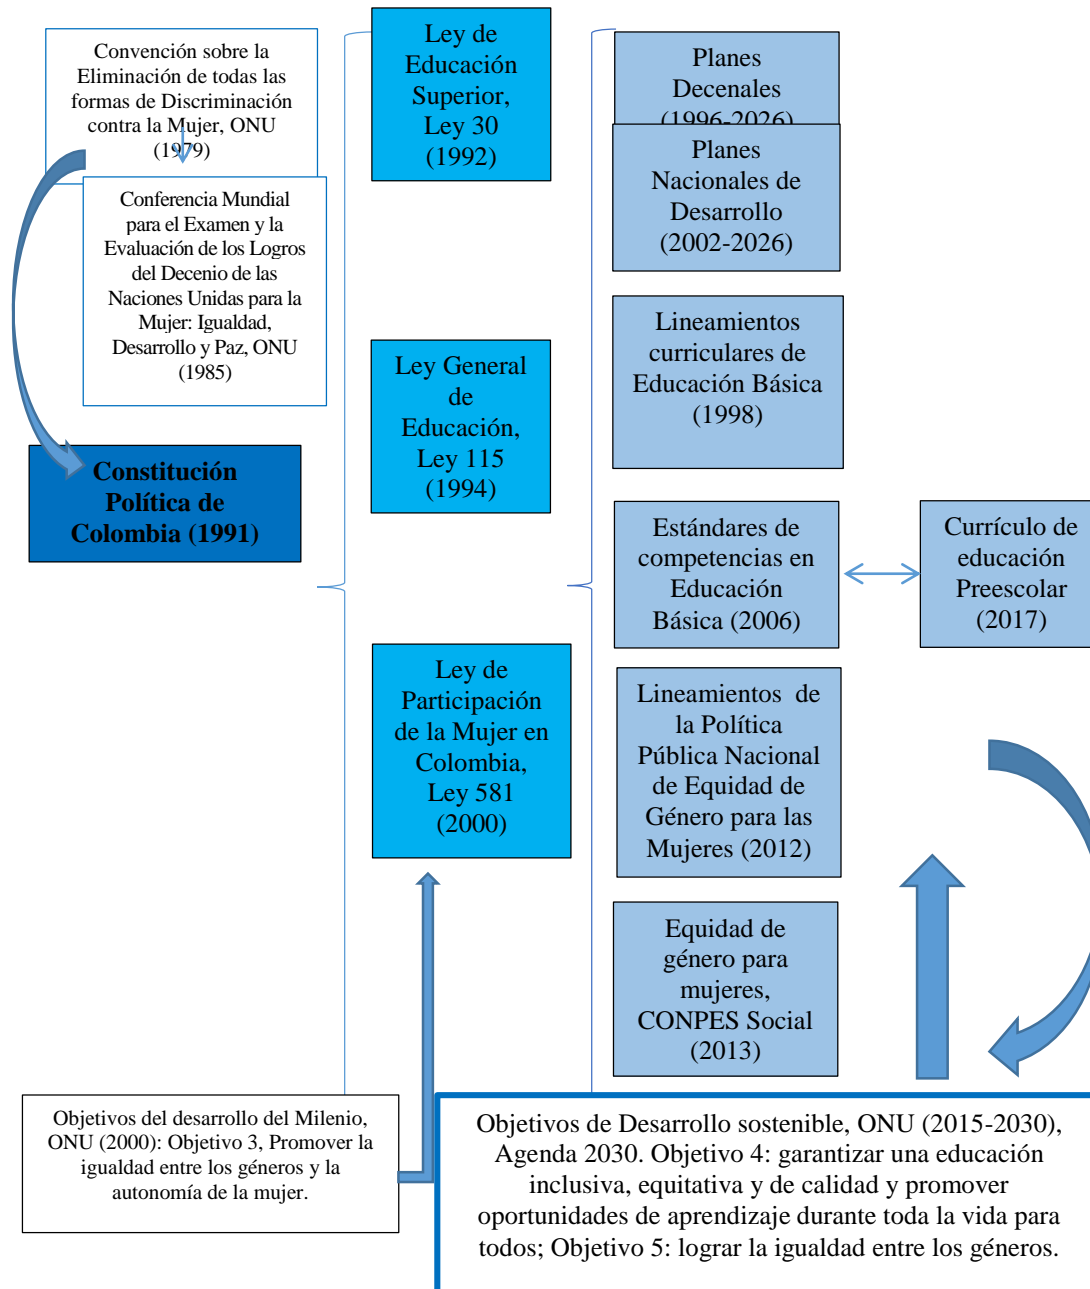 Convención sobre la
Eliminación de todas las
formas de Discriminación
contra la Mujer, ONU
(1979)
Conferencia Mundial
para el Examen y la
Evaluación de los Logros
del Decenio de las
Naciones Unidas para la
Mujer: Igualdad,
Desarrollo y Paz, ONU
(1985)
Constitución
Política de
Colombia (1991)
Ley de
Educación
Superior,
Ley 30
(1992)
Ley General
de
Educación,
Ley 115
(1994)
Ley de
Participación
de la Mujer en
Colombia,
Ley 581
(2000)
Planes
Decenales
(1996-2026)
Planes
Nacionales de
Desarrollo
(2002-2026)
Lineamientos
curriculares de
Educación Básica
(1998)
Estándares de
competencias en
Educación
Básica (2006)
Currículo de
educación
Preescolar
(2017)
Lineamientos de
la Política
Pública Nacional
de Equidad de
Género para las
Mujeres (2012)
Equidad de
género para
mujeres,
CONPES Social
(2013)
Objetivos del desarrollo del Milenio,
ONU (2000): Objetivo 3, Promover la
igualdad entre los géneros y la
autonomía de la mujer.
Objetivos de Desarrollo sostenible, ONU (2015-2030),
Agenda 2030. Objetivo 4: garantizar una educación
inclusiva, equitativa y de calidad y promover
oportunidades de aprendizaje durante toda la vida para
todos; Objetivo 5: lograr la igualdad entre los géneros.